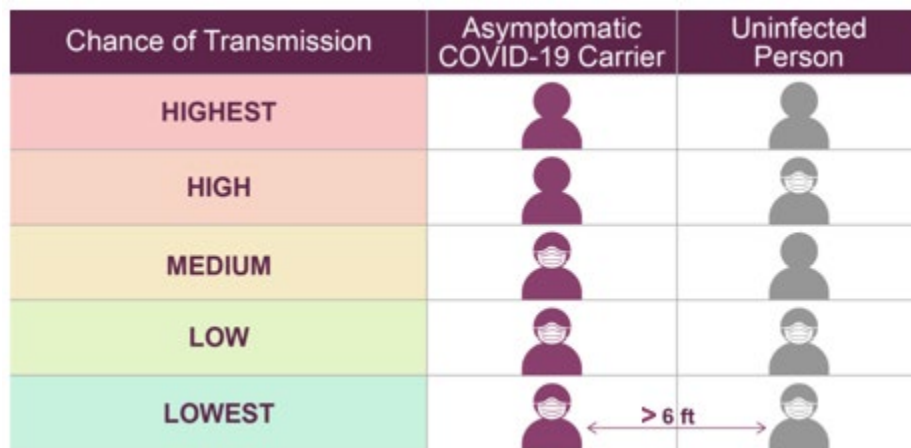 Chance of Transmission
Asymptomatic
COVID-19 Carrier
Uninfected
Person
HIGHEST
HIGH
MEDIUM
LOW
LOWEST
> 6 ft